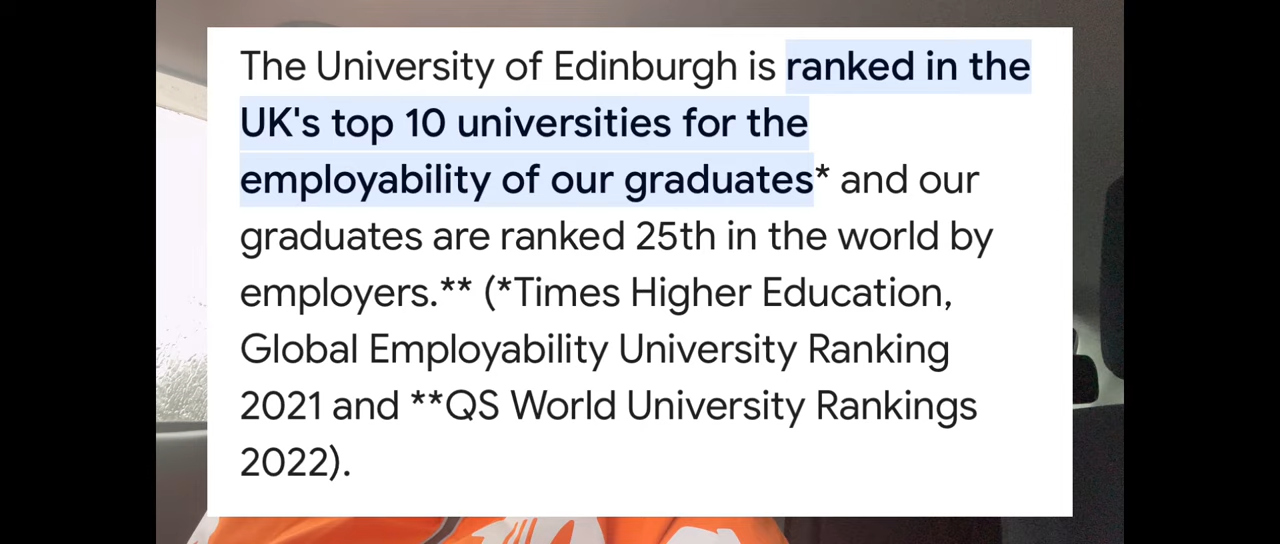 The University of Edinburgh is ranked in the
UK's top 10 universities for the
employability of our graduates* and our
graduates are ranked 25th in the world by
employers.** (*Times Higher Education,
Global Employability University Ranking
2021 and **QS World University Rankings
2022).